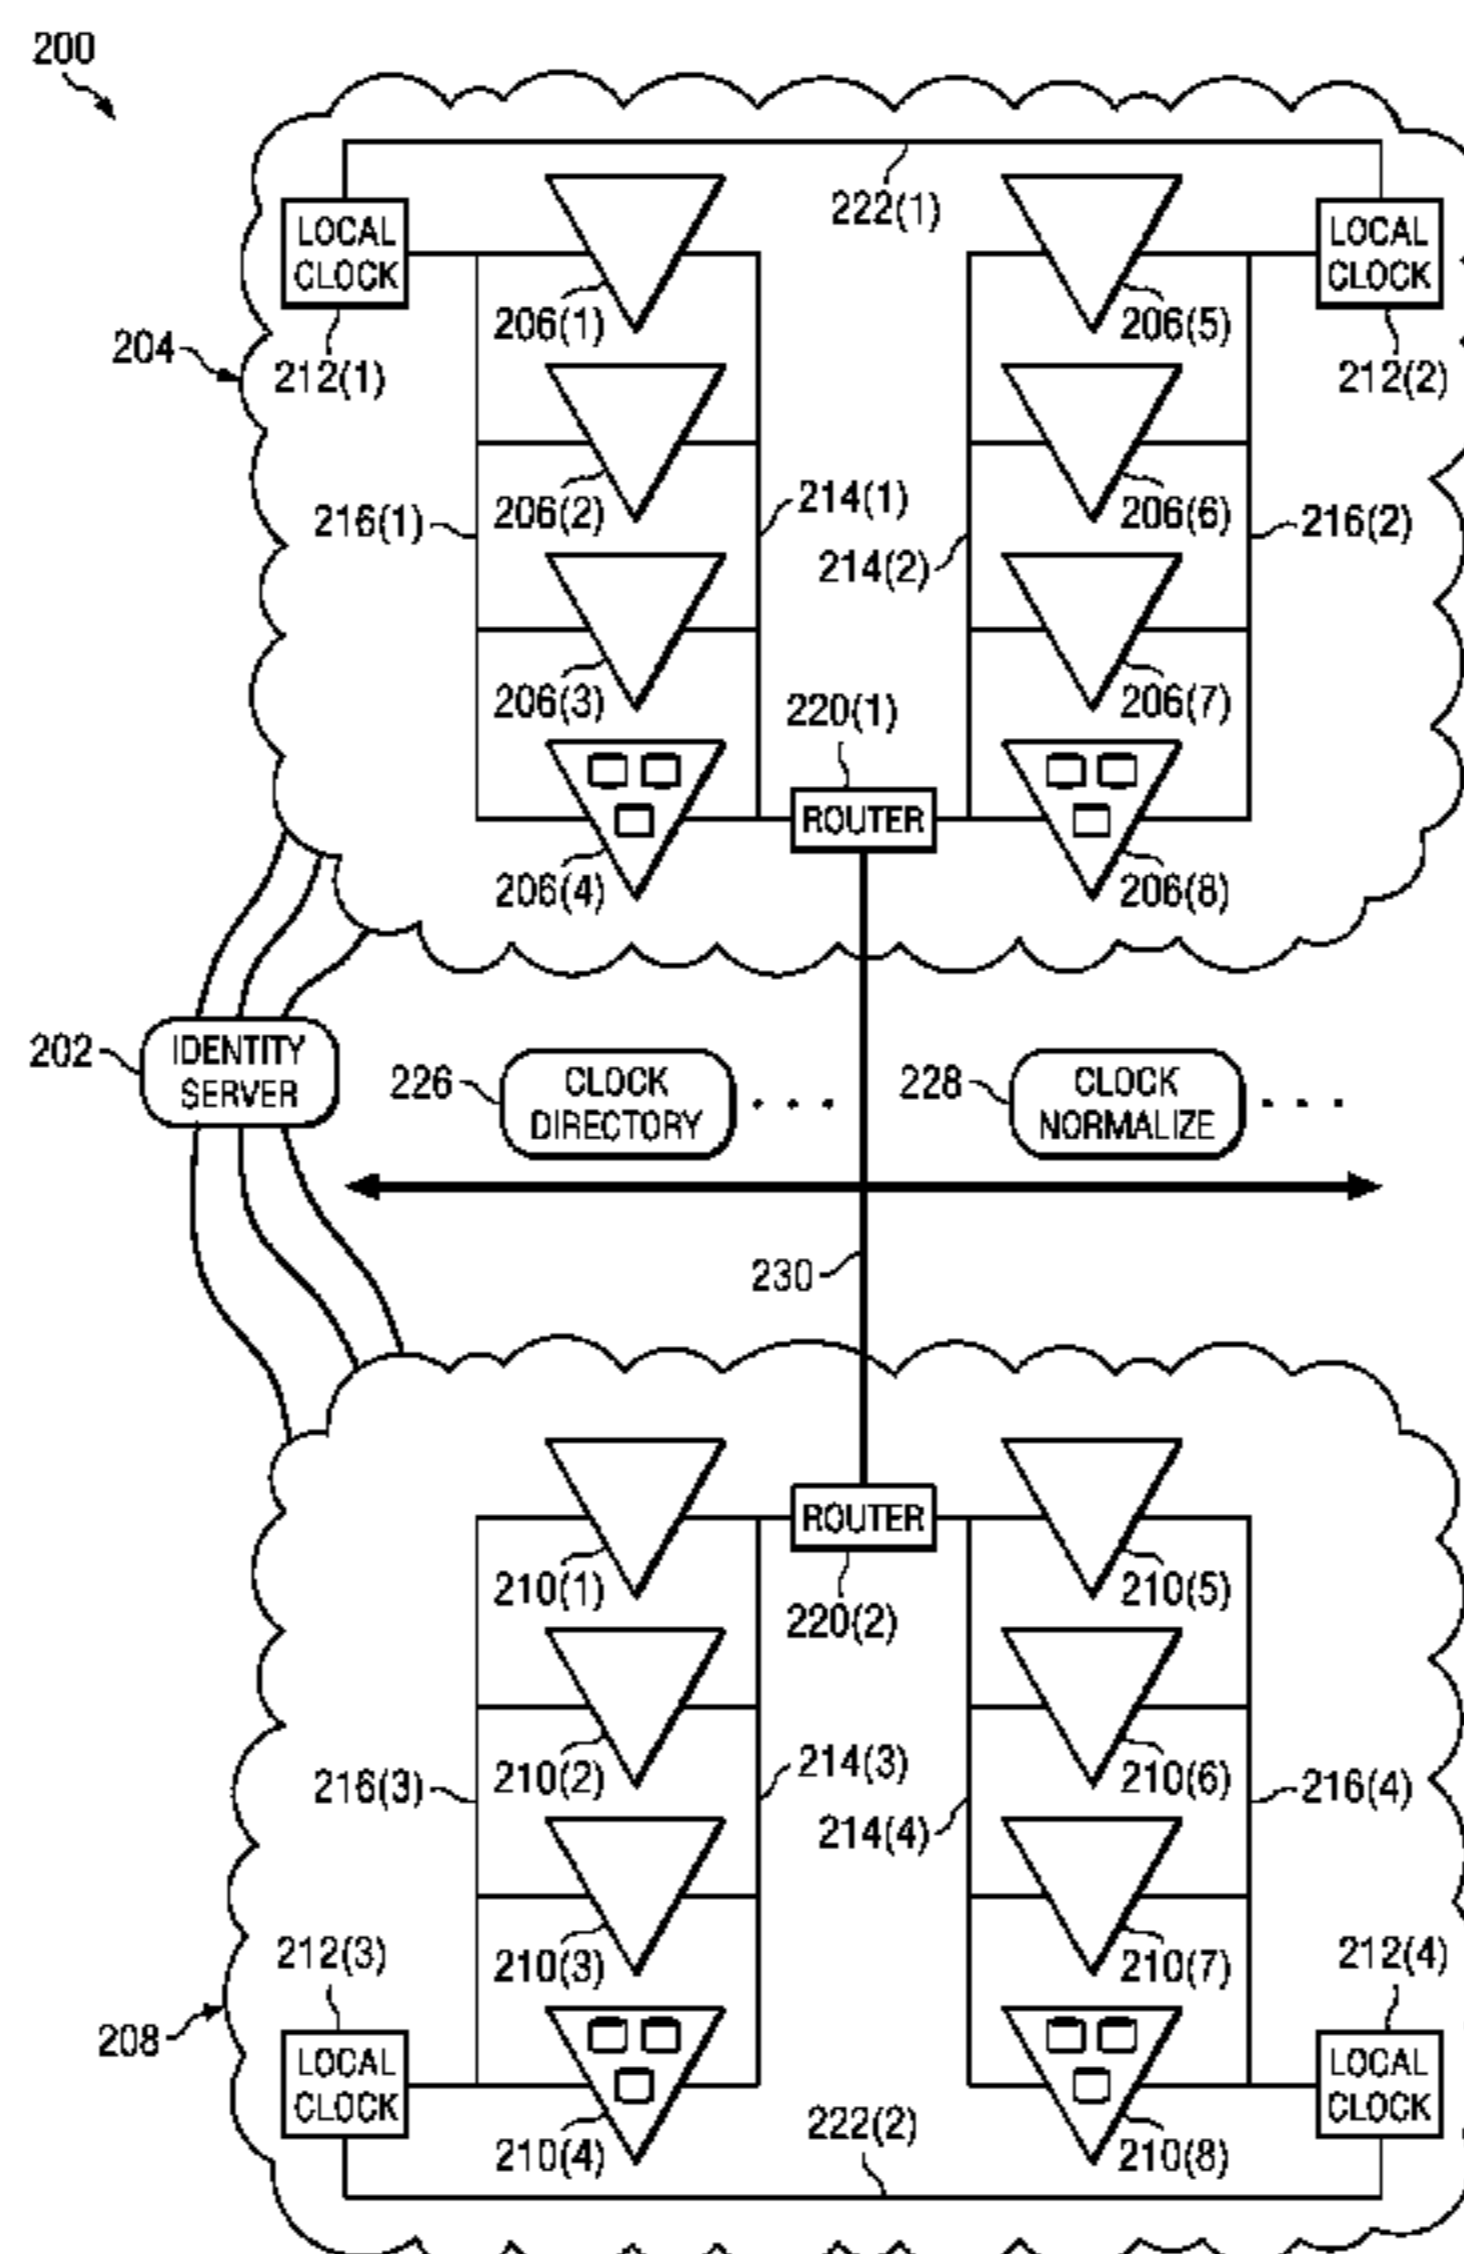 200
222(1)
LOCAL
CLOCK
LOCAL
CLOCK
206(1)
206(5)
204
212(1)
212(2)
216(1)
206(2)
214(1)
206(6)
216(2)
214(2)
206(3)
220(1)
206(7)
ROUTER
206(4)
206(8)
202
IDENTITY
SERVER
226
CLOCK
DIRECTORY
. . .
228
CLOCK
NORMALIZE
. . .
230
ROUTER
210(1)
220(2)
210(5)
216(3)
210(2)
214(3)
210(6)
216(4)
214(4)
212(3)
210(3)
210(7)
212(4)
208
LOCAL
CLOCK
LOCAL
CLOCK
210(4)
222(2)
210(8)